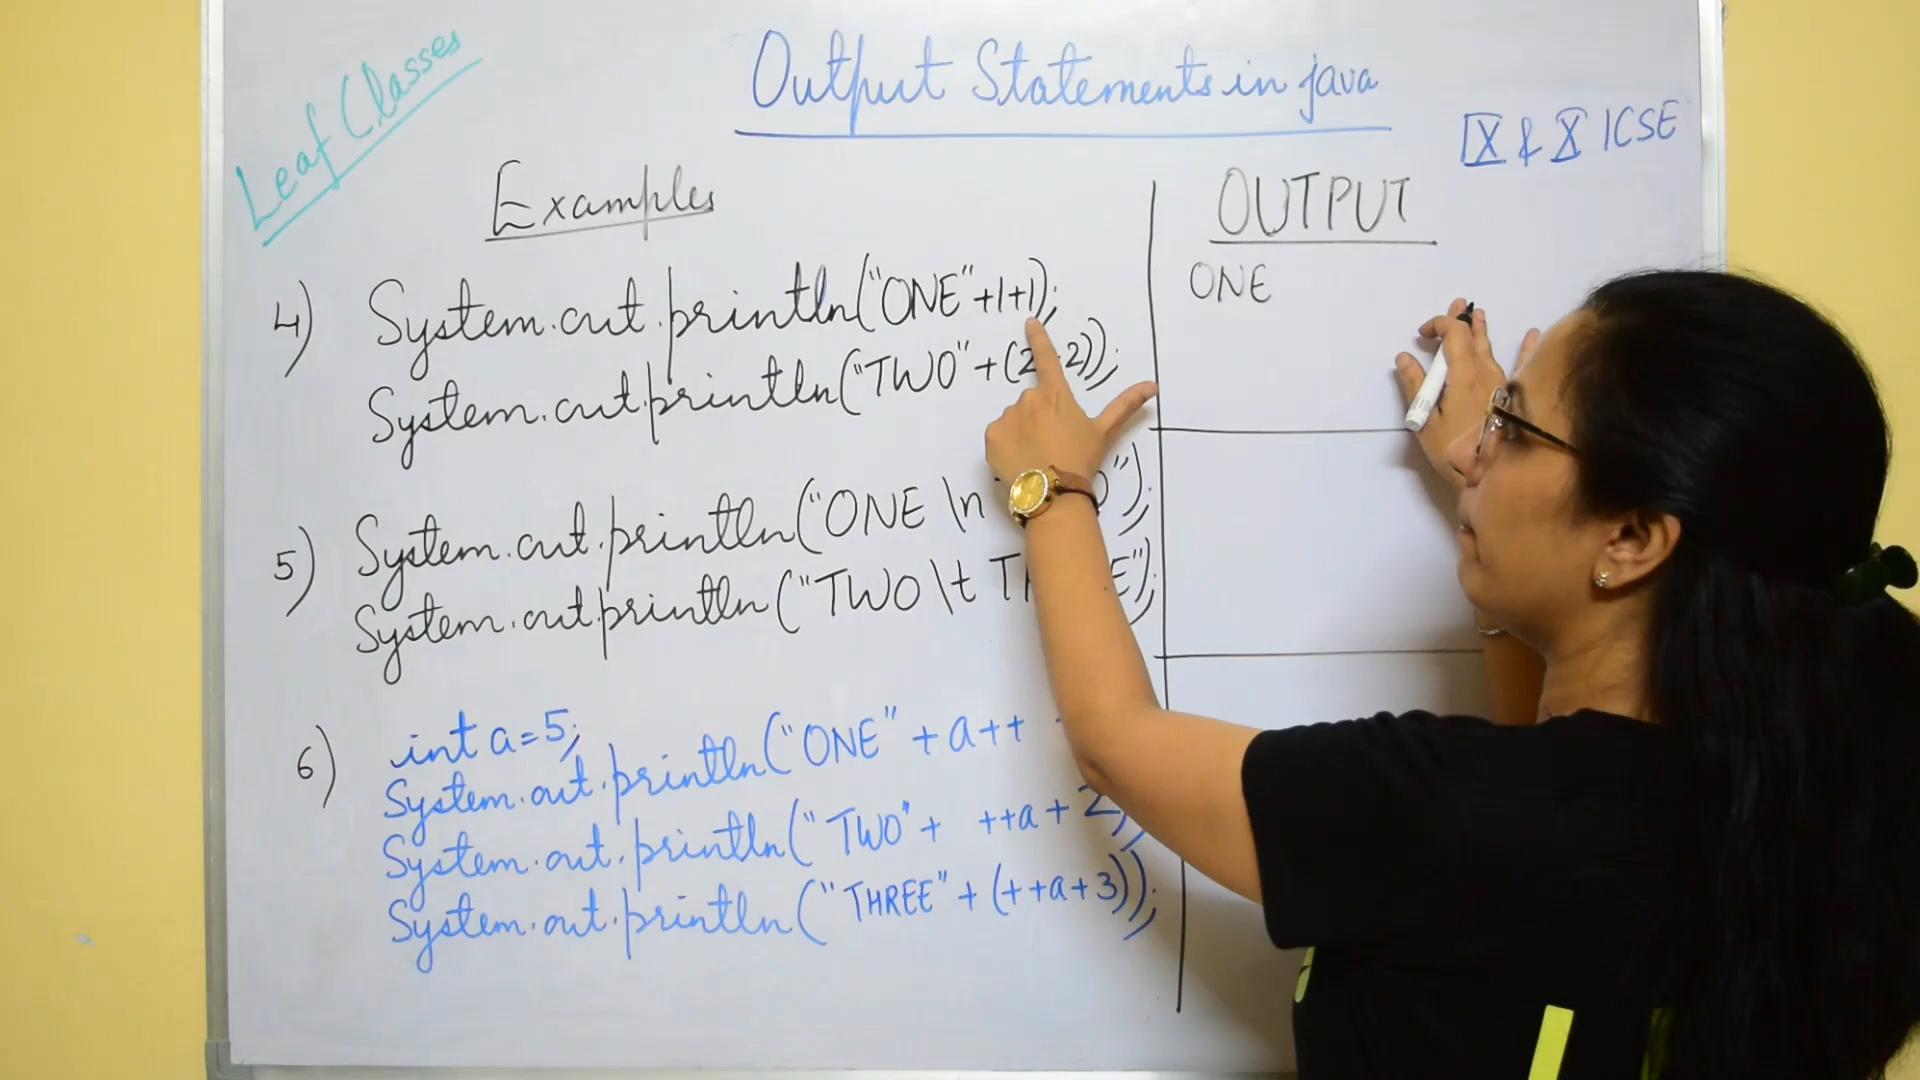 Leaf Classes
Output Statements in java
IX & X ICSE
Examples
OUTPUT
4) System.out.println("ONE"+1+1);
ONE
System.out.println("TWO"+(2 2));
5) System.out.println("ONE \n O");
System.out.println("TWO \t T E");
6) int a=5;
System.out.println("ONE" + a++
System.out.println("TWO"+ ++a+2);
System.out.println("THREE"+(++a+3));